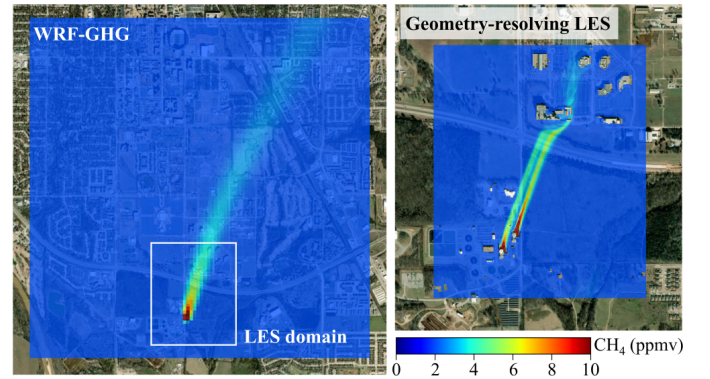 WRF-GHG
LES domain
Geometry-resolving LES
CH₄ (ppmv)
0 2 4 6 8 10